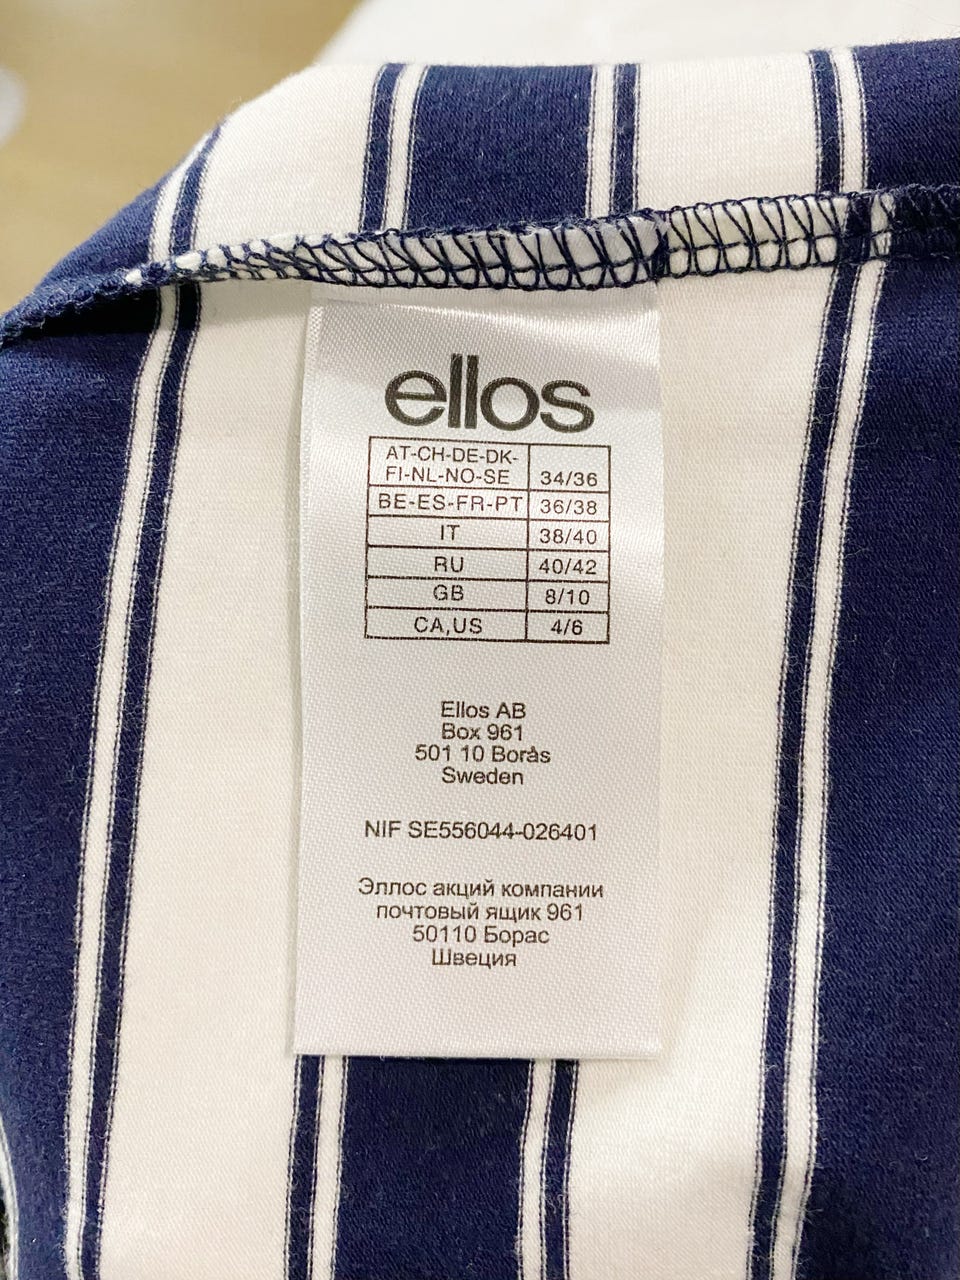 ellos
AT-CH-DE-DK-
FI-NL-NO-SE 34/36
BE-ES-FR-PT 36/38
IT 38/40
RU 40/42
GB 8/10
CA,US 4/6
Ellos AB
Box 961
501 10 Borås
Sweden
NIF SE556044-026401
Эллос акций компании
почтовый ящик 961
50110 Борас
Швеция